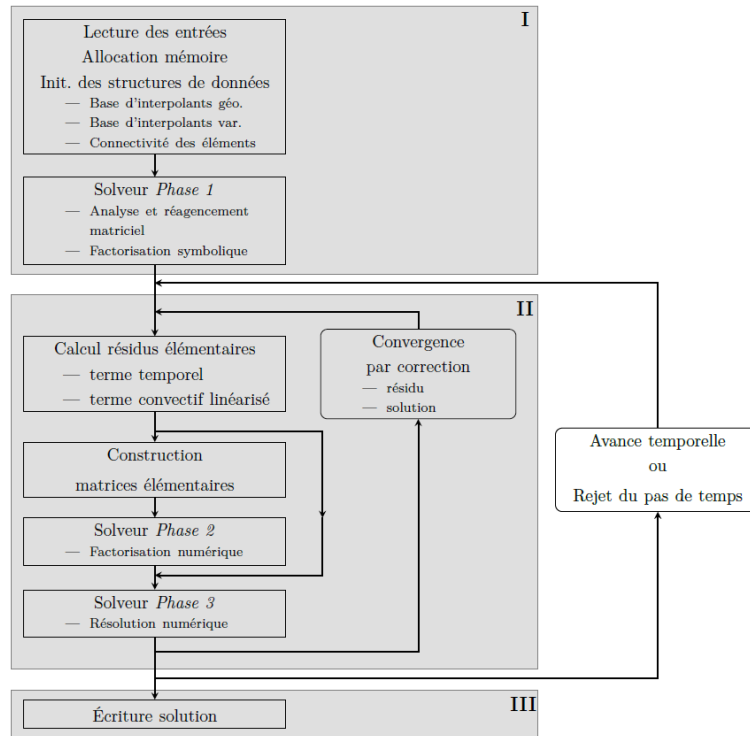 I
Lecture des entrées
Allocation mémoire
Init. des structures de données
— Base d'interpolants géo.
— Base d'interpolants var.
— Connectivité des éléments
Solveur Phase 1
— Analyse et réagencement
matriciel
— Factorisation symbolique
II
Calcul résidus élémentaires
— terme temporel
— terme convectif linéarisé
Convergence
par correction
— résidu
— solution
Construction
matrices élémentaires
Solveur Phase 2
— Factorisation numérique
Solveur Phase 3
— Résolution numérique
Avance temporelle
ou
Rejet du pas de temps
III
Écriture solution